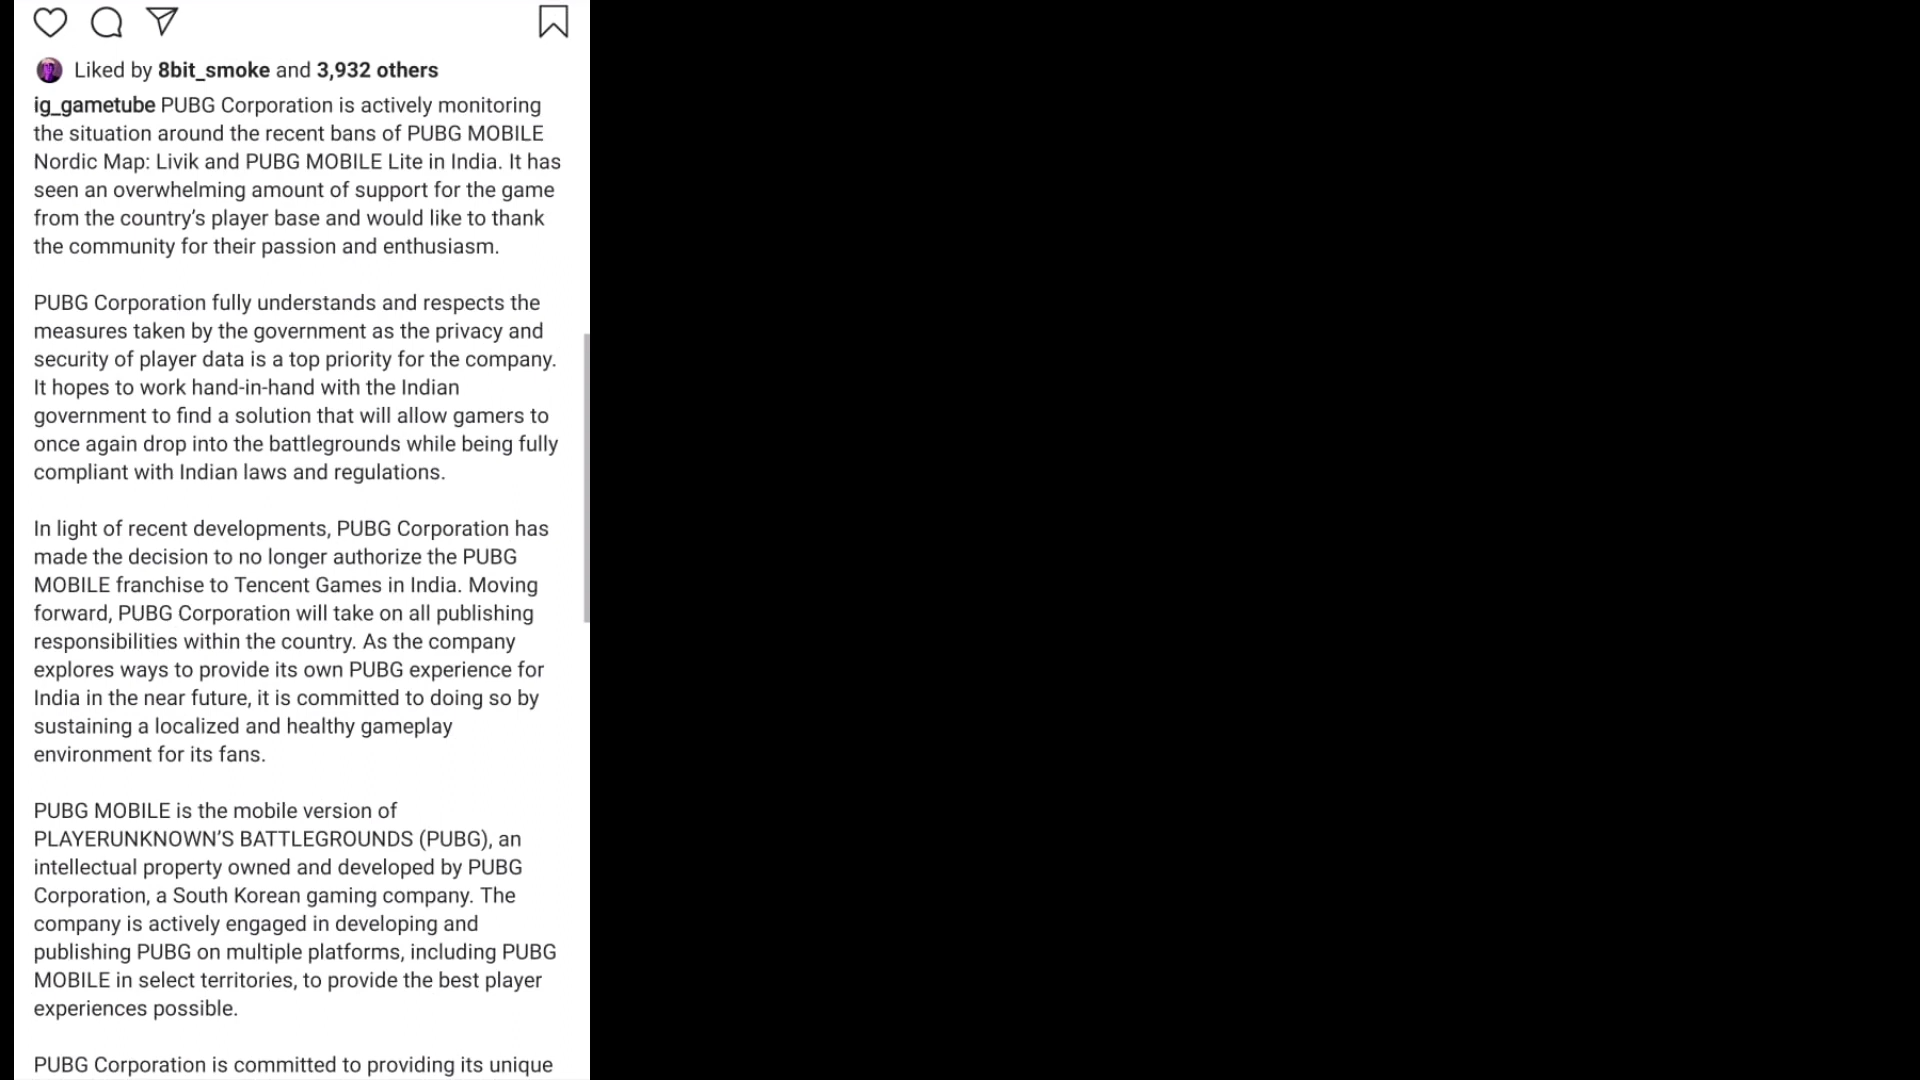 Liked by 8bit_smoke and 3,932 others
ig_gametube PUBG Corporation is actively monitoring
the situation around the recent bans of PUBG MOBILE
Nordic Map: Livik and PUBG MOBILE Lite in India. It has
seen an overwhelming amount of support for the game
from the country’s player base and would like to thank
the community for their passion and enthusiasm.
PUBG Corporation fully understands and respects the
measures taken by the government as the privacy and
security of player data is a top priority for the company.
It hopes to work hand-in-hand with the Indian
government to find a solution that will allow gamers to
once again drop into the battlegrounds while being fully
compliant with Indian laws and regulations.
In light of recent developments, PUBG Corporation has
made the decision to no longer authorize the PUBG
MOBILE franchise to Tencent Games in India. Moving
forward, PUBG Corporation will take on all publishing
responsibilities within the country. As the company
explores ways to provide its own PUBG experience for
India in the near future, it is committed to doing so by
sustaining a localized and healthy gameplay
environment for its fans.
PUBG MOBILE is the mobile version of
PLAYERUNKNOWN’S BATTLEGROUNDS (PUBG), an
intellectual property owned and developed by PUBG
Corporation, a South Korean gaming company. The
company is actively engaged in developing and
publishing PUBG on multiple platforms, including PUBG
MOBILE in select territories, to provide the best player
experiences possible.
PUBG Corporation is committed to providing its unique